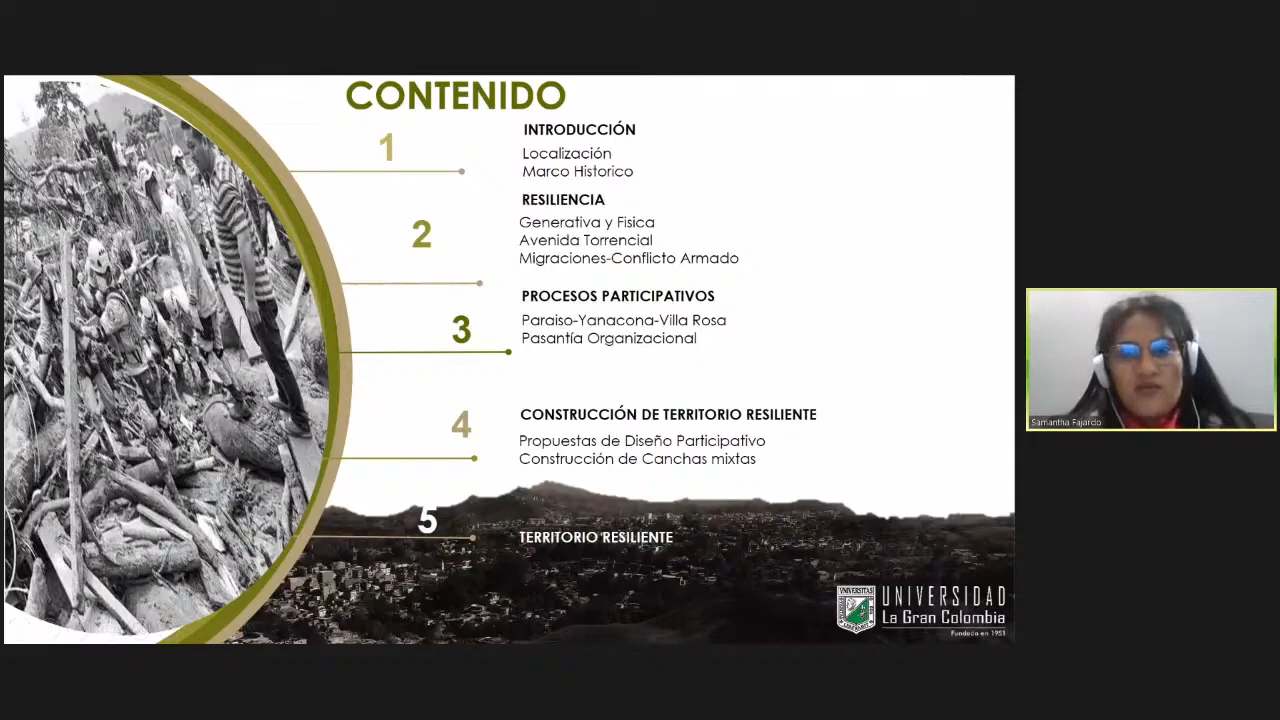 CONTENIDO
1
INTRODUCCIÓN
Localización
Marco Historico
2
RESILIENCIA
Generativa y Fisica
Avenida Torrencial
Migraciones-Conflicto Armado
3
PROCESOS PARTICIPATIVOS
Paraiso-Yanacona-Villa Rosa
Pasantía Organizacional
4
CONSTRUCCIÓN DE TERRITORIO RESILIENTE
Propuestas de Diseño Participativo
Construcción de Canchas mixtas
5
TERRITORIO RESILIENTE
UNIVERSITAS
UNIVERSIDAD
La Gran Colombia
Fundada en 1951
Samantha Fajardo